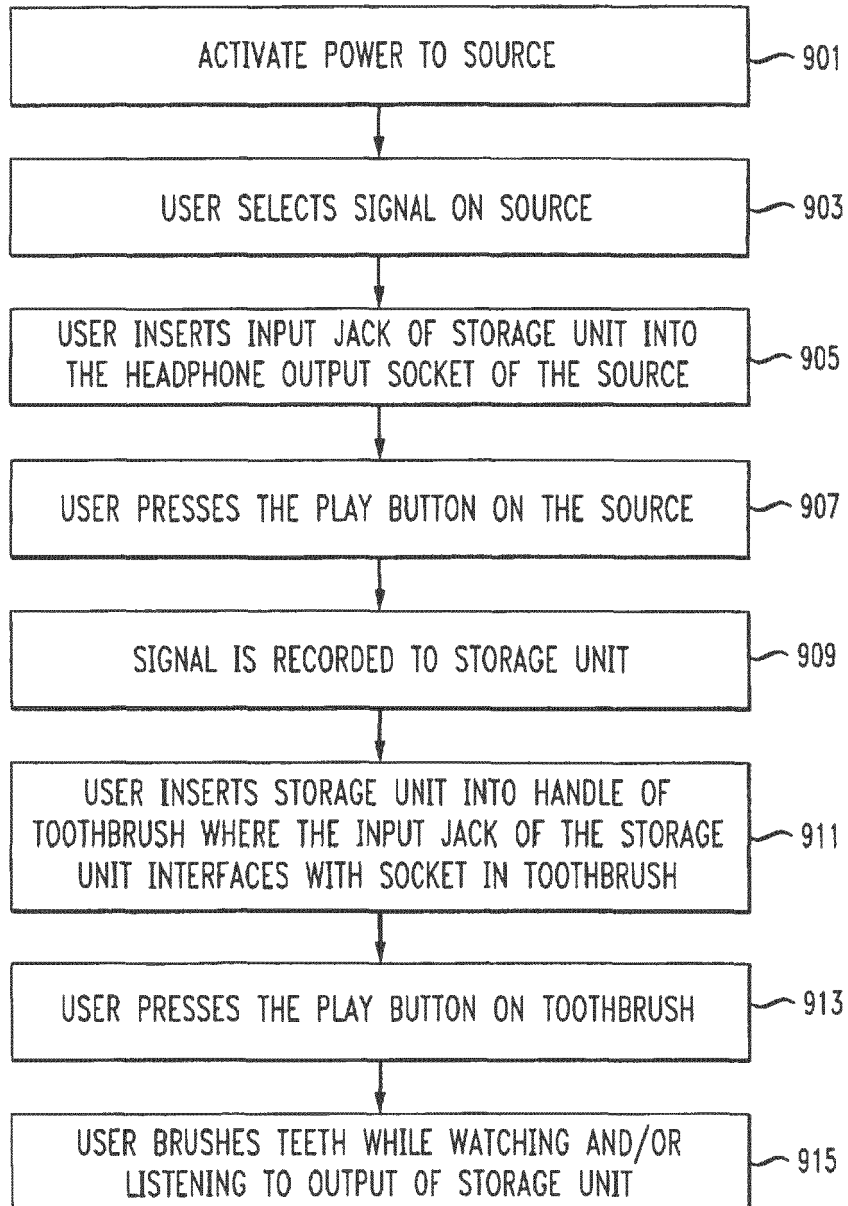 ACTIVATE POWER TO SOURCE
901
USER SELECTS SIGNAL ON SOURCE
903
USER INSERTS INPUT JACK OF STORAGE UNIT INTO
THE HEADPHONE OUTPUT SOCKET OF THE SOURCE
905
USER PRESSES THE PLAY BUTTON ON THE SOURCE
907
SIGNAL IS RECORDED TO STORAGE UNIT
909
USER INSERTS STORAGE UNIT INTO HANDLE OF
TOOTHBRUSH WHERE THE INPUT JACK OF THE STORAGE
UNIT INTERFACES WITH SOCKET IN TOOTHBRUSH
911
USER PRESSES THE PLAY BUTTON ON TOOTHBRUSH
913
USER BRUSHES TEETH WHILE WATCHING AND/OR
LISTENING TO OUTPUT OF STORAGE UNIT
915